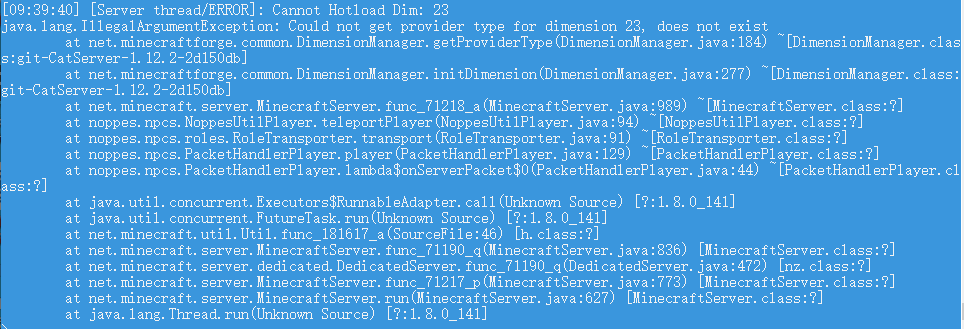 [09:39:40] [Server thread/ERROR]: Cannot Hotload Dim: 23
java.lang.IllegalArgumentException: Could not get provider type for dimension 23, does not exist
at net.minecraftforge.common.DimensionManager.getProviderType(DimensionManager.java:184) ~[DimensionManager.clas
s:git-CatServer-1.12.2-2d150db]
at net.minecraftforge.common.DimensionManager.initDimension(DimensionManager.java:277) ~[DimensionManager.class:
git-CatServer-1.12.2-2d150db]
at net.minecraft.server.MinecraftServer.func_71218_a(MinecraftServer.java:989) ~[MinecraftServer.class:?]
at noppes.npcs.NoppesUtilPlayer.teleportPlayer(NoppesUtilPlayer.java:94) ~[NoppesUtilPlayer.class:?]
at noppes.npcs.roles.RoleTransporter.transport(RoleTransporter.java:91) ~[RoleTransporter.class:?]
at noppes.npcs.PacketHandlerPlayer.player(PacketHandlerPlayer.java:129) ~[PacketHandlerPlayer.class:?]
at noppes.npcs.PacketHandlerPlayer.lambda$onServerPacket$0(PacketHandlerPlayer.java:44) ~[PacketHandlerPlayer.cl
ass:?]
at java.util.concurrent.Executors$RunnableAdapter.call(Unknown Source) [?:1.8.0_141]
at java.util.concurrent.FutureTask.run(Unknown Source) [?:1.8.0_141]
at net.minecraft.util.Util.func_181617_a(SourceFile:46) [h.class:?]
at net.minecraft.server.MinecraftServer.func_71190_q(MinecraftServer.java:836) [MinecraftServer.class:?]
at net.minecraft.server.dedicated.DedicatedServer.func_71190_q(DedicatedServer.java:472) [nz.class:?]
at net.minecraft.server.MinecraftServer.func_71217_p(MinecraftServer.java:773) [MinecraftServer.class:?]
at net.minecraft.server.MinecraftServer.run(MinecraftServer.java:627) [MinecraftServer.class:?]
at java.lang.Thread.run(Unknown Source) [?:1.8.0_141]